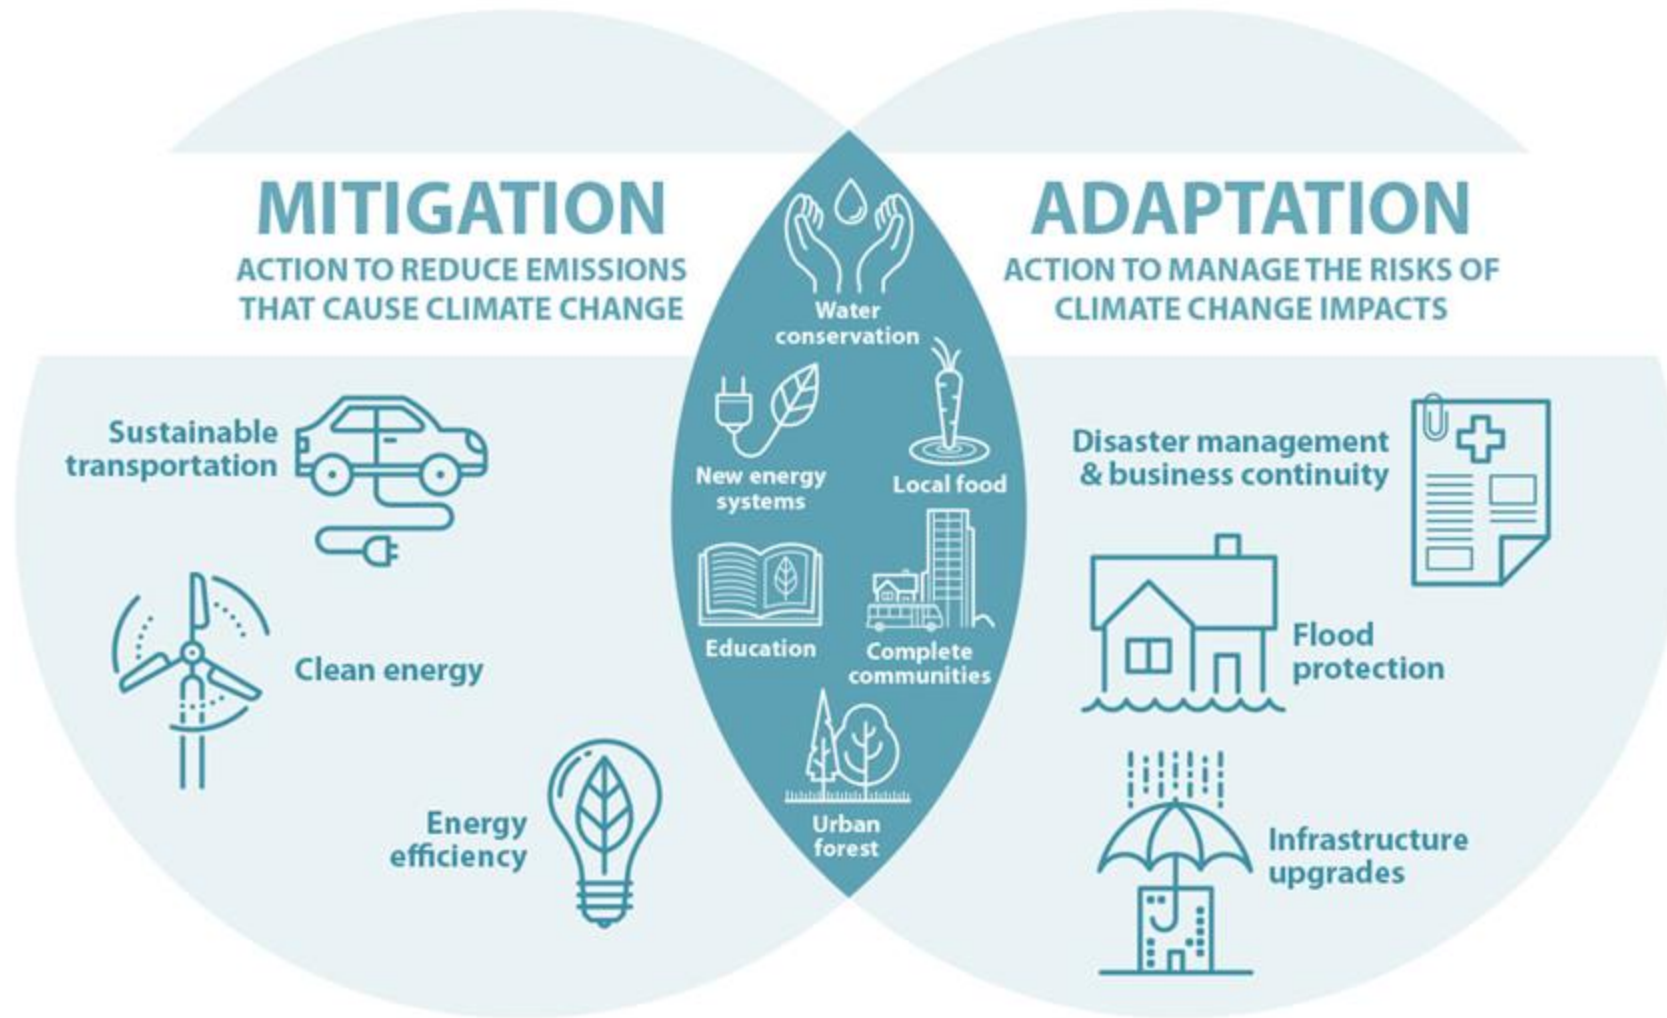 MITIGATION
ACTION TO REDUCE EMISSIONS
THAT CAUSE CLIMATE CHANGE
Sustainable
transportation
Clean energy
Energy
efficiency
Water
conservation
New energy
systems
Local food
Education
Complete
communities
Urban
forest
ADAPTATION
ACTION TO MANAGE THE RISKS OF
CLIMATE CHANGE IMPACTS
Disaster management
& business continuity
Flood
protection
Infrastructure
upgrades